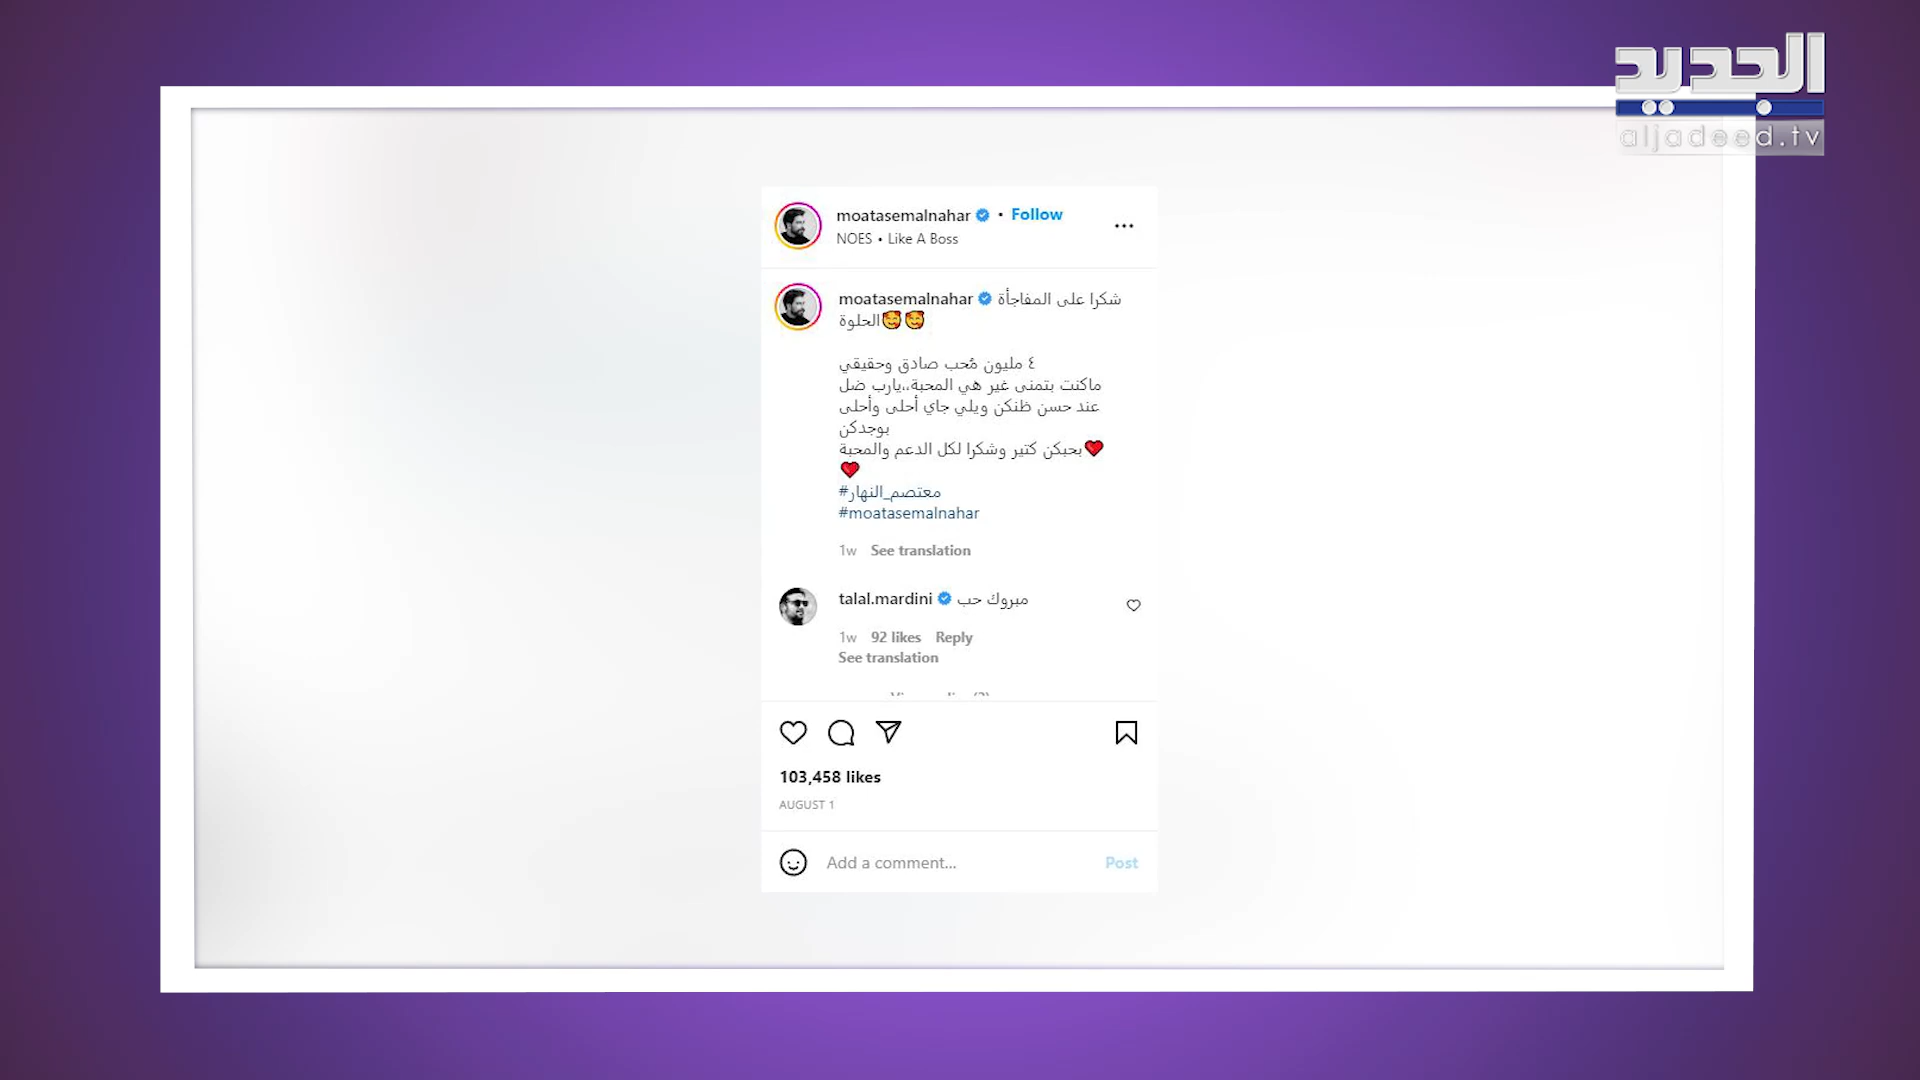 الجديد
aljadeed.tv
moatasemalnahar • Follow
NOES • Like A Boss
moatasemalnahar شكرا على المفاجأة
الحلوة🥰🥰
٤ مليون مُحب صادق وحقيقي
ماكنت بتمنى غير هي المحبة،،يارب ضل
عند حسن ظنكن ويلي جاي أحلى وأحلى
بوجدكن
بحبكن كتير وشكرا لكل الدعم والمحبة❤️
❤️
#معتصم_النهار
#moatasemalnahar
1w See translation
talal.mardini مبروك حب
1w 92 likes Reply
See translation
103,458 likes
AUGUST 1
Add a comment... Post